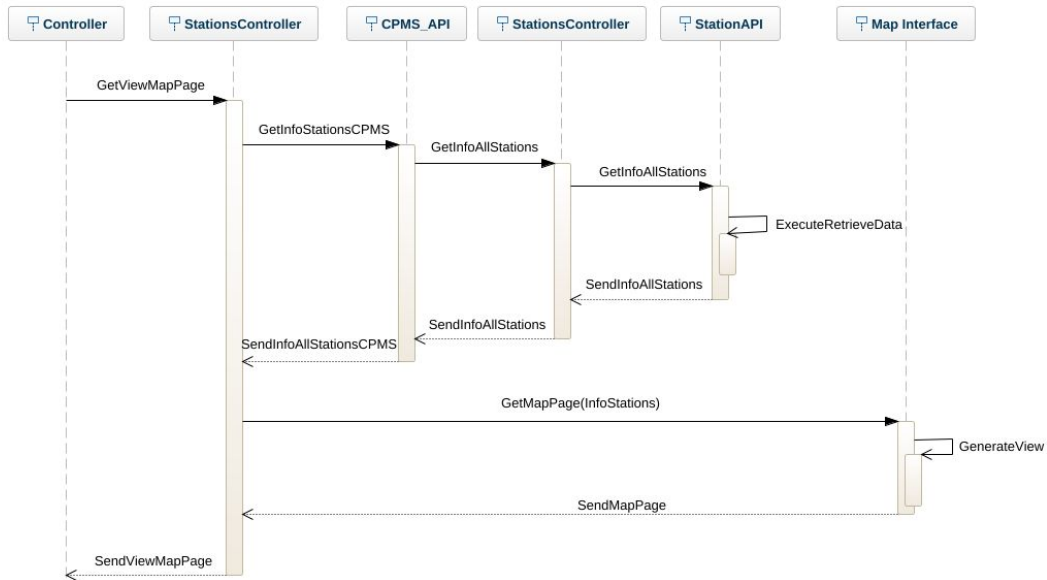 Controller
StationsController
CPMS_API
StationsController
StationAPI
Map Interface
GetViewMapPage
GetInfoStationsCPMS
GetInfoAllStations
GetInfoAllStations
ExecuteRetrieveData
SendInfoAllStations
SendInfoAllStations
SendInfoAllStationsCPMS
GetMapPage(InfoStations)
GenerateView
SendMapPage
SendViewMapPage